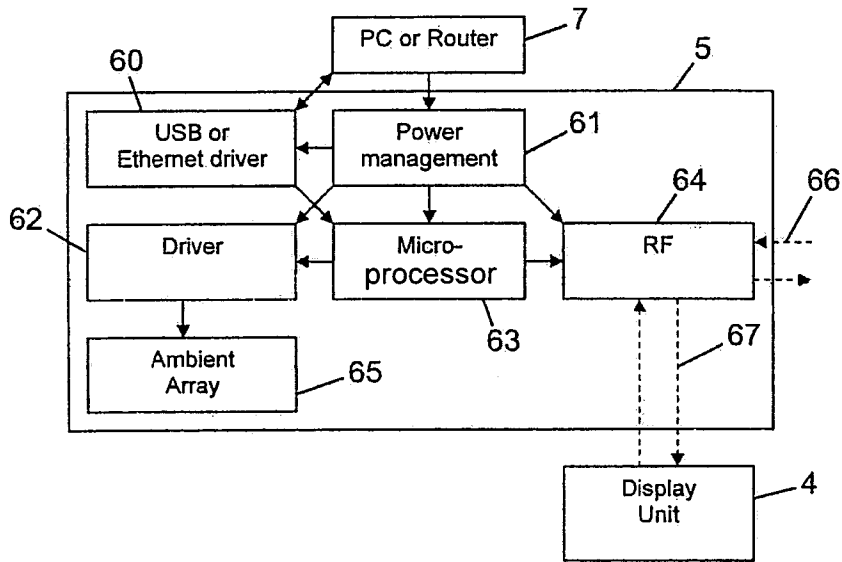 PC or Router
7
5
60
USB or
Ethernet driver
Power
management
61
64
66
62
Driver
Micro-
processor
RF
63
67
Ambient
Array
65
Display
Unit
4